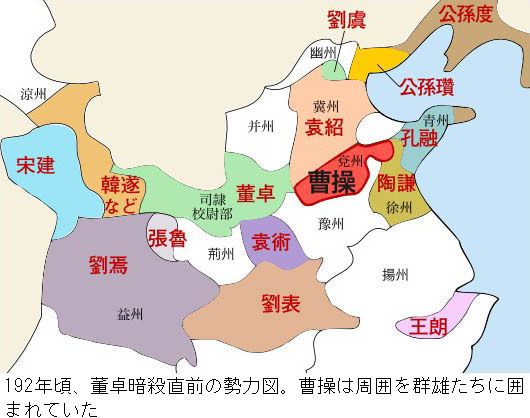 公孫度
劉虞
幽州
公孫瓚
涼州
并州
冀州
袁紹
青州
孔融
宋建
韓遂
など
司隷
校尉部
董卓
兗州
曹操
陶謙
徐州
張魯
荊州
袁術
豫州
劉焉
益州
劉表
揚州
王朗
192年頃、董卓暗殺直前の勢力図。曹操は周囲を群雄たちに囲
まれていた